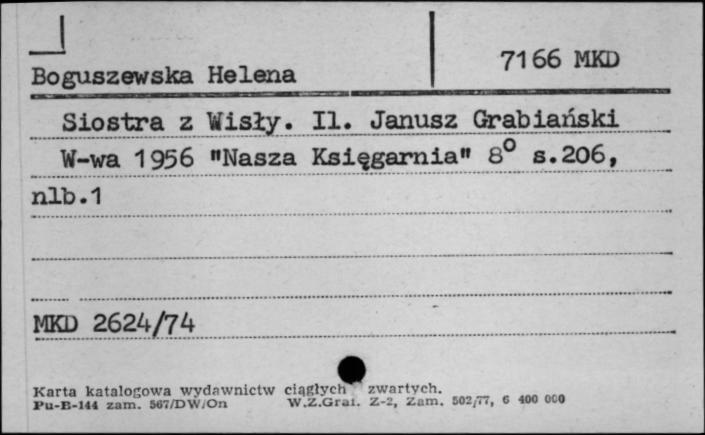 7166 MKD
Boguszewska Helena
Siostra z Wisły. Il. Janusz Grabiański
W-wa 1956 "Nasza Księgarnia" 8⁰ s.206,
nlb.1
MKD 2624/74
Karta katalogowa wydawnictw ciągłych zwartych.
Pu-B-144 zam. 567/DW/On W.Z.Graf. Z-2, Zam. 502/77, 6 400 000